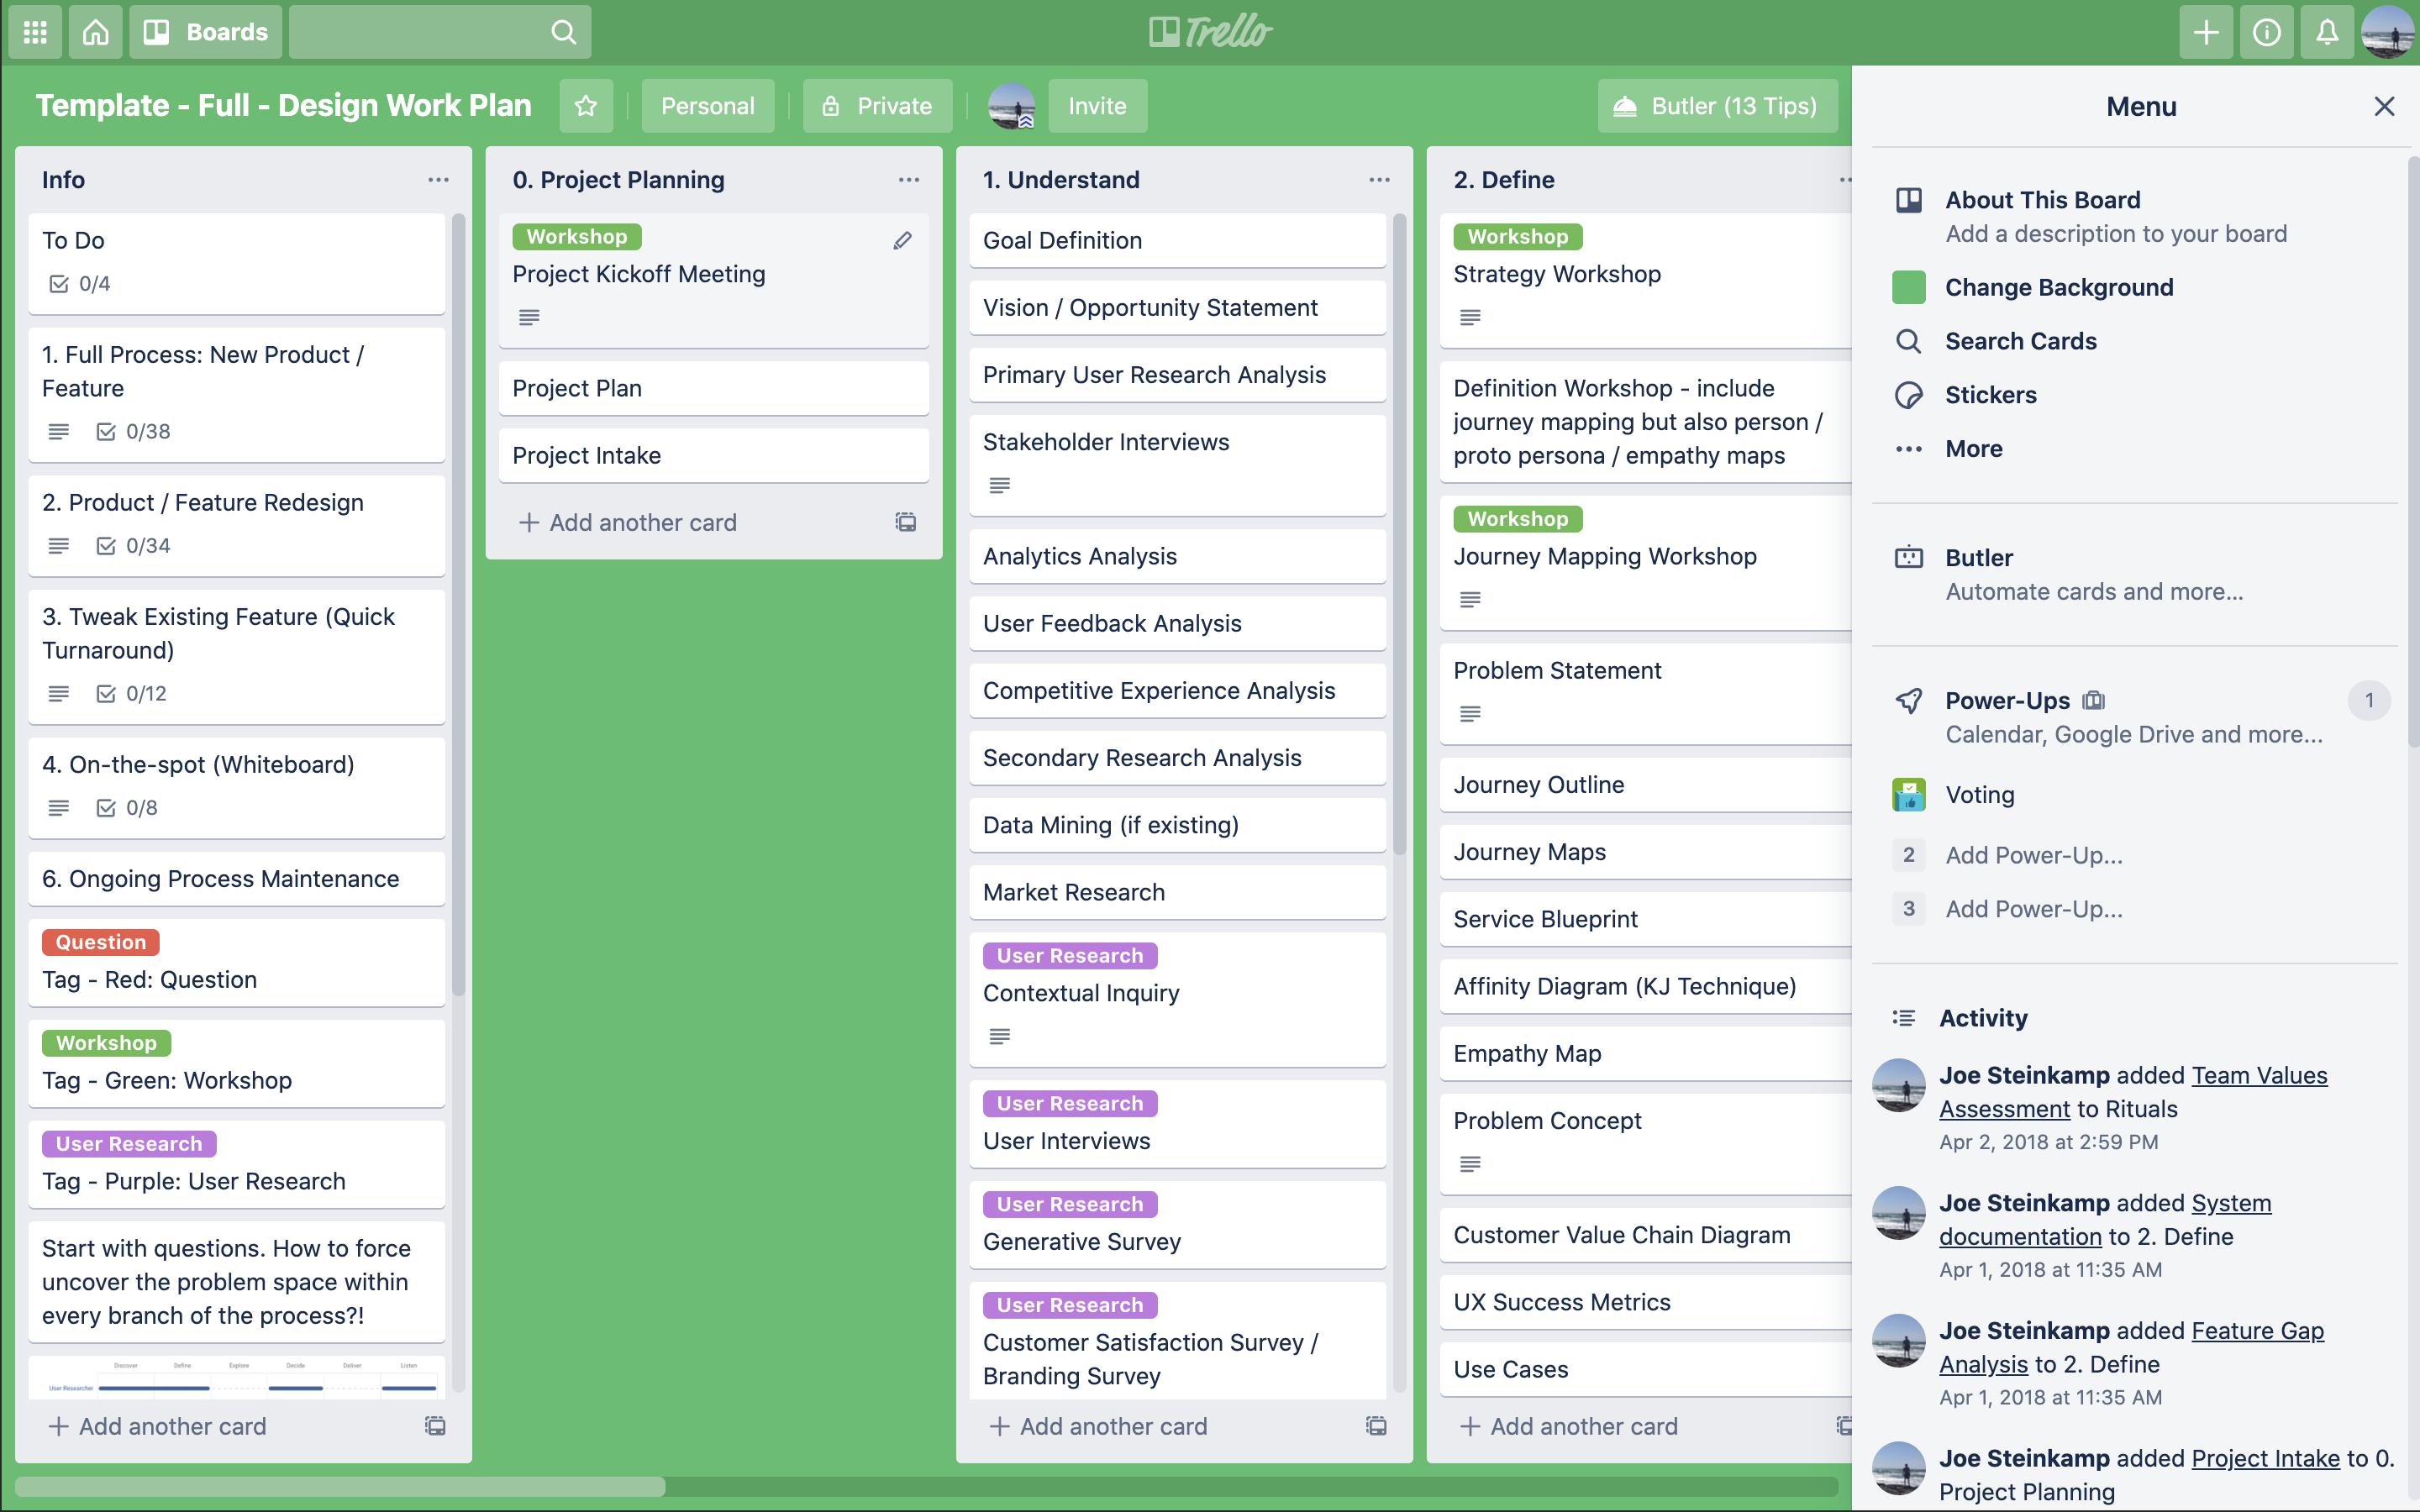 Boards
Trello
Template - Full - Design Work Plan
Personal
Private
Invite
Butler (13 Tips)
Info
To Do
0/4
1. Full Process: New Product /
Feature
0/38
2. Product / Feature Redesign
0/34
3. Tweak Existing Feature (Quick
Turnaround)
0/12
4. On-the-spot (Whiteboard)
0/8
6. Ongoing Process Maintenance
Question
Tag - Red: Question
Workshop
Tag - Green: Workshop
User Research
Tag - Purple: User Research
Start with questions. How to force
uncover the problem space within
every branch of the process?!
Discover Define Explore Decide Deliver Listen
User Researcher
+ Add another card
0. Project Planning
Workshop
Project Kickoff Meeting
Project Plan
Project Intake
+ Add another card
1. Understand
Goal Definition
Vision / Opportunity Statement
Primary User Research Analysis
Stakeholder Interviews
Analytics Analysis
User Feedback Analysis
Competitive Experience Analysis
Secondary Research Analysis
Data Mining (if existing)
Market Research
User Research
Contextual Inquiry
User Research
User Interviews
User Research
Generative Survey
User Research
Customer Satisfaction Survey /
Branding Survey
+ Add another card
2. Define
Workshop
Strategy Workshop
Definition Workshop - include
journey mapping but also person /
proto persona / empathy maps
Workshop
Journey Mapping Workshop
Problem Statement
Journey Outline
Journey Maps
Service Blueprint
Affinity Diagram (KJ Technique)
Empathy Map
Problem Concept
Customer Value Chain Diagram
UX Success Metrics
Use Cases
+ Add another card
Menu
About This Board
Add a description to your board
Change Background
Search Cards
Stickers
More
Butler
Automate cards and more...
Power-Ups
1
Calendar, Google Drive and more...
Voting
2 Add Power-Up...
3 Add Power-Up...
Activity
Joe Steinkamp added Team Values
Assessment to Rituals
Apr 2, 2018 at 2:59 PM
Joe Steinkamp added System
documentation to 2. Define
Apr 1, 2018 at 11:35 AM
Joe Steinkamp added Feature Gap
Analysis to 2. Define
Apr 1, 2018 at 11:35 AM
Joe Steinkamp added Project Intake to 0.
Project Planning